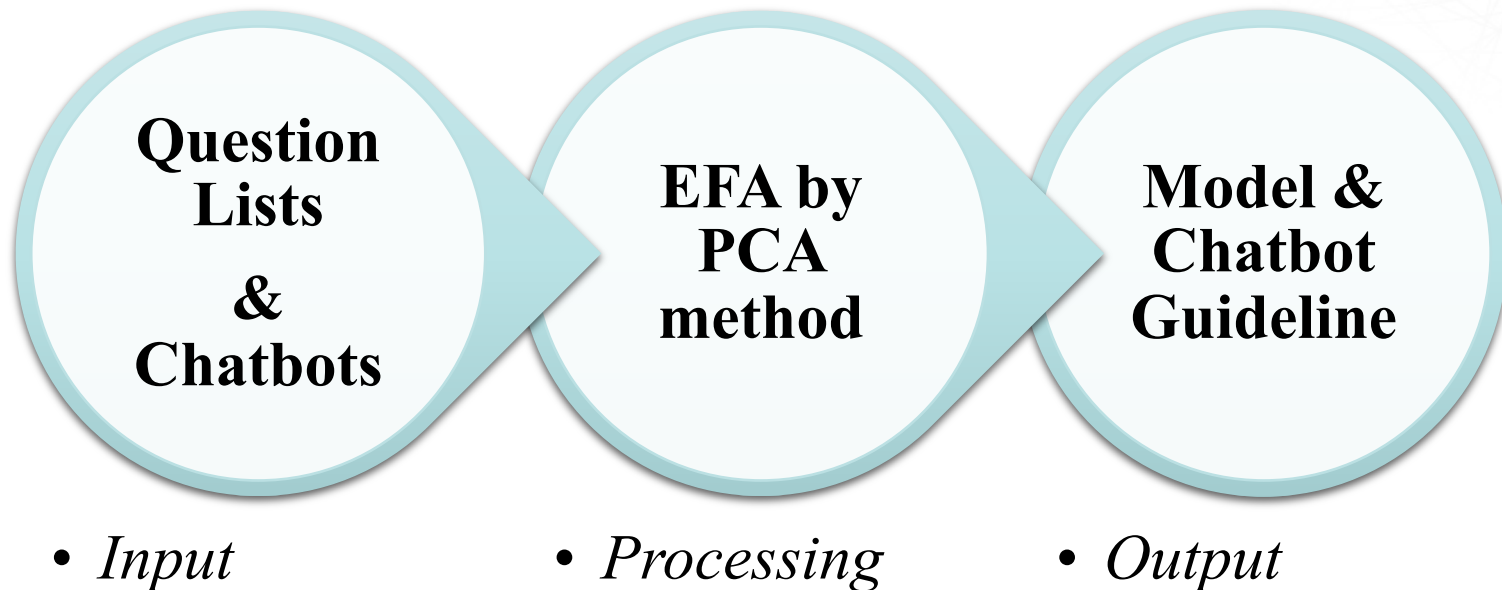 Question
Lists
&
Chatbots
EFA by
PCA
method
Model &
Chatbot
Guideline
• Input
• Processing
• Output